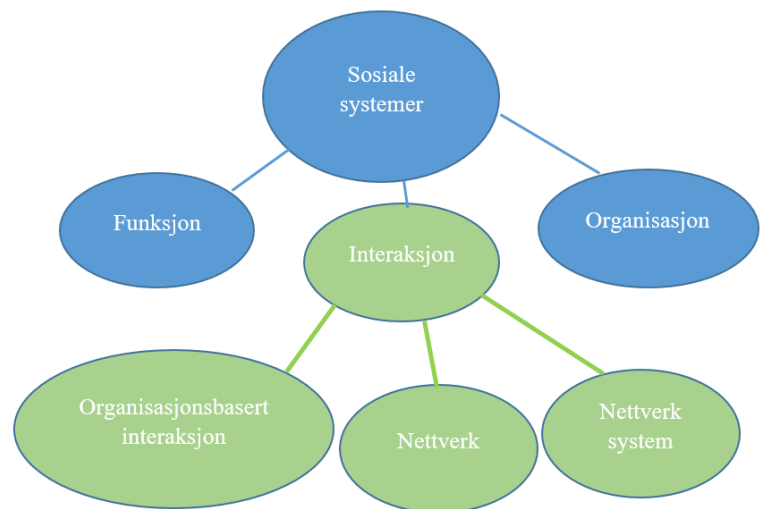 Sosiale
systemer
Funksjon
Organisasjon
Interaksjon
Organisasjonsbasert
interaksjon
Nettverk
Nettverk
system